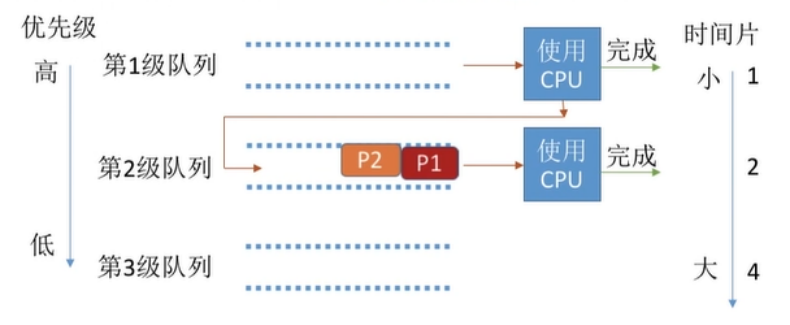 优先级
时间片
高
第1级队列
使用
CPU
完成
小
1
第2级队列
P2
P1
使用
CPU
完成
2
低
第3级队列
大
4